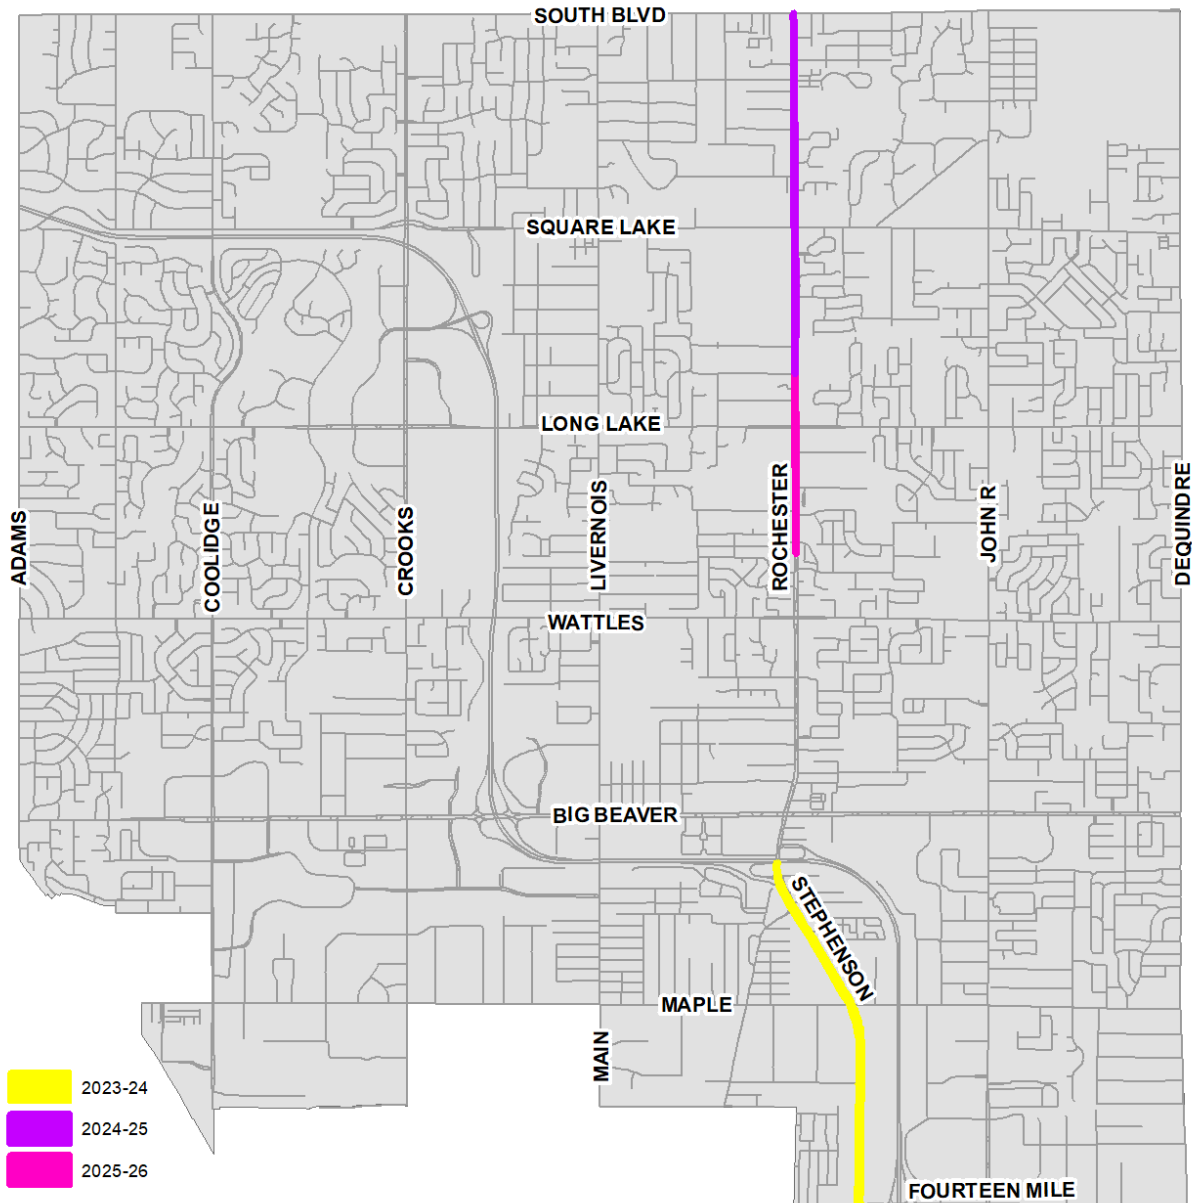 SOUTH BLVD
SQUARE LAKE
LONG LAKE
ADAMS
COOLIDGE
CROOKS
LIVERNOIS
ROCHESTER
JOHN R
DEQUINDRE
WATTLES
BIG BEAVER
STEPHENSON
MAPLE
MAIN
2023-24
2024-25
2025-26
FOURTEEN MILE